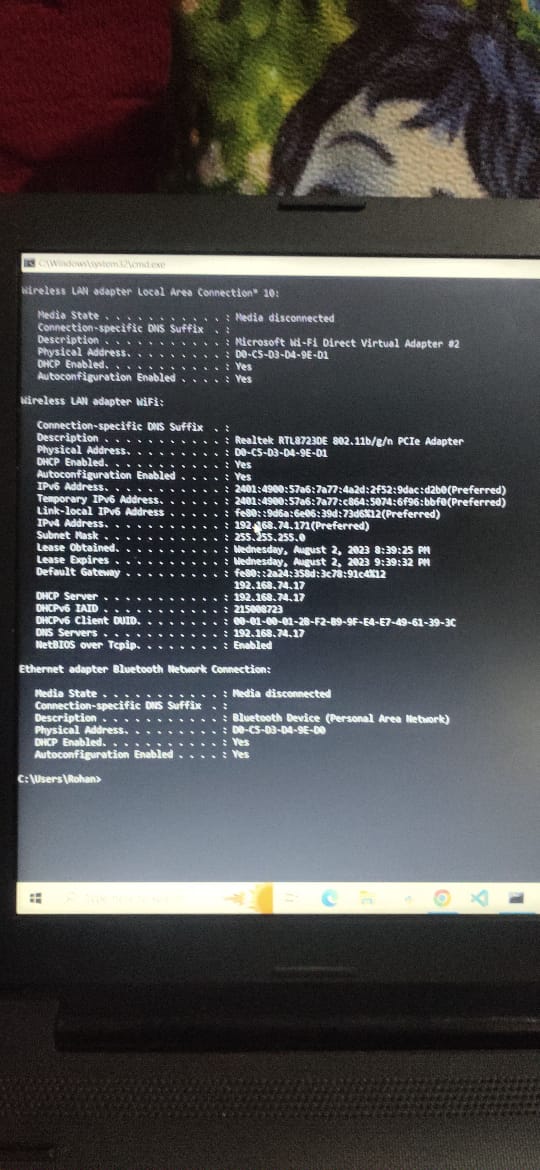 C:\Windows\system32\cmd.exe
Wireless LAN adapter Local Area Connection* 10:
Media State . . . . . . . . . . . : Media disconnected
Connection-specific DNS Suffix . :
Description . . . . . . . . . . . : Microsoft Wi-Fi Direct Virtual Adapter #2
Physical Address. . . . . . . . . : D0-C5-D3-D4-9E-D1
DHCP Enabled. . . . . . . . . . . : Yes
Autoconfiguration Enabled . . . . : Yes
Wireless LAN adapter WiFi:
Connection-specific DNS Suffix . :
Description . . . . . . . . . . . : Realtek RTL8723DE 802.11b/g/n PCIe Adapter
Physical Address. . . . . . . . . : D0-C5-D3-D4-9E-D1
DHCP Enabled. . . . . . . . . . . : Yes
Autoconfiguration Enabled . . . . : Yes
IPv6 Address. . . . . . . . . . . : 2401:4900:57a6:7a77:4a2d:2f52:9dac:d2b0(Preferred)
Temporary IPv6 Address. . . . . . : 2401:4900:57a6:7a77:c864:5074:6f96:bbf0(Preferred)
Link-local IPv6 Address . . . . . : fe80::9d6a:6e06:39d:73d6%12(Preferred)
IPv4 Address. . . . . . . . . . . : 192.168.74.171(Preferred)
Subnet Mask . . . . . . . . . . . : 255.255.255.0
Lease Obtained. . . . . . . . . . : Wednesday, August 2, 2023 8:39:25 PM
Lease Expires . . . . . . . . . . : Wednesday, August 2, 2023 9:39:32 PM
Default Gateway . . . . . . . . . : fe80::2a24:358d:3c78:91c4%12
192.168.74.17
DHCP Server . . . . . . . . . . . : 192.168.74.17
DHCPv6 IAID . . . . . . . . . . . : 215008723
DHCPv6 Client DUID. . . . . . . . : 00-01-00-01-2B-F2-B9-9F-E4-E7-49-61-39-3C
DNS Servers . . . . . . . . . . . : 192.168.74.17
NetBIOS over Tcpip. . . . . . . . : Enabled
Ethernet adapter Bluetooth Network Connection:
Media State . . . . . . . . . . . : Media disconnected
Connection-specific DNS Suffix . :
Description . . . . . . . . . . . : Bluetooth Device (Personal Area Network)
Physical Address. . . . . . . . . : D0-C5-D3-D4-9E-D0
DHCP Enabled. . . . . . . . . . . : Yes
Autoconfiguration Enabled . . . . : Yes
C:\Users\Rohan>